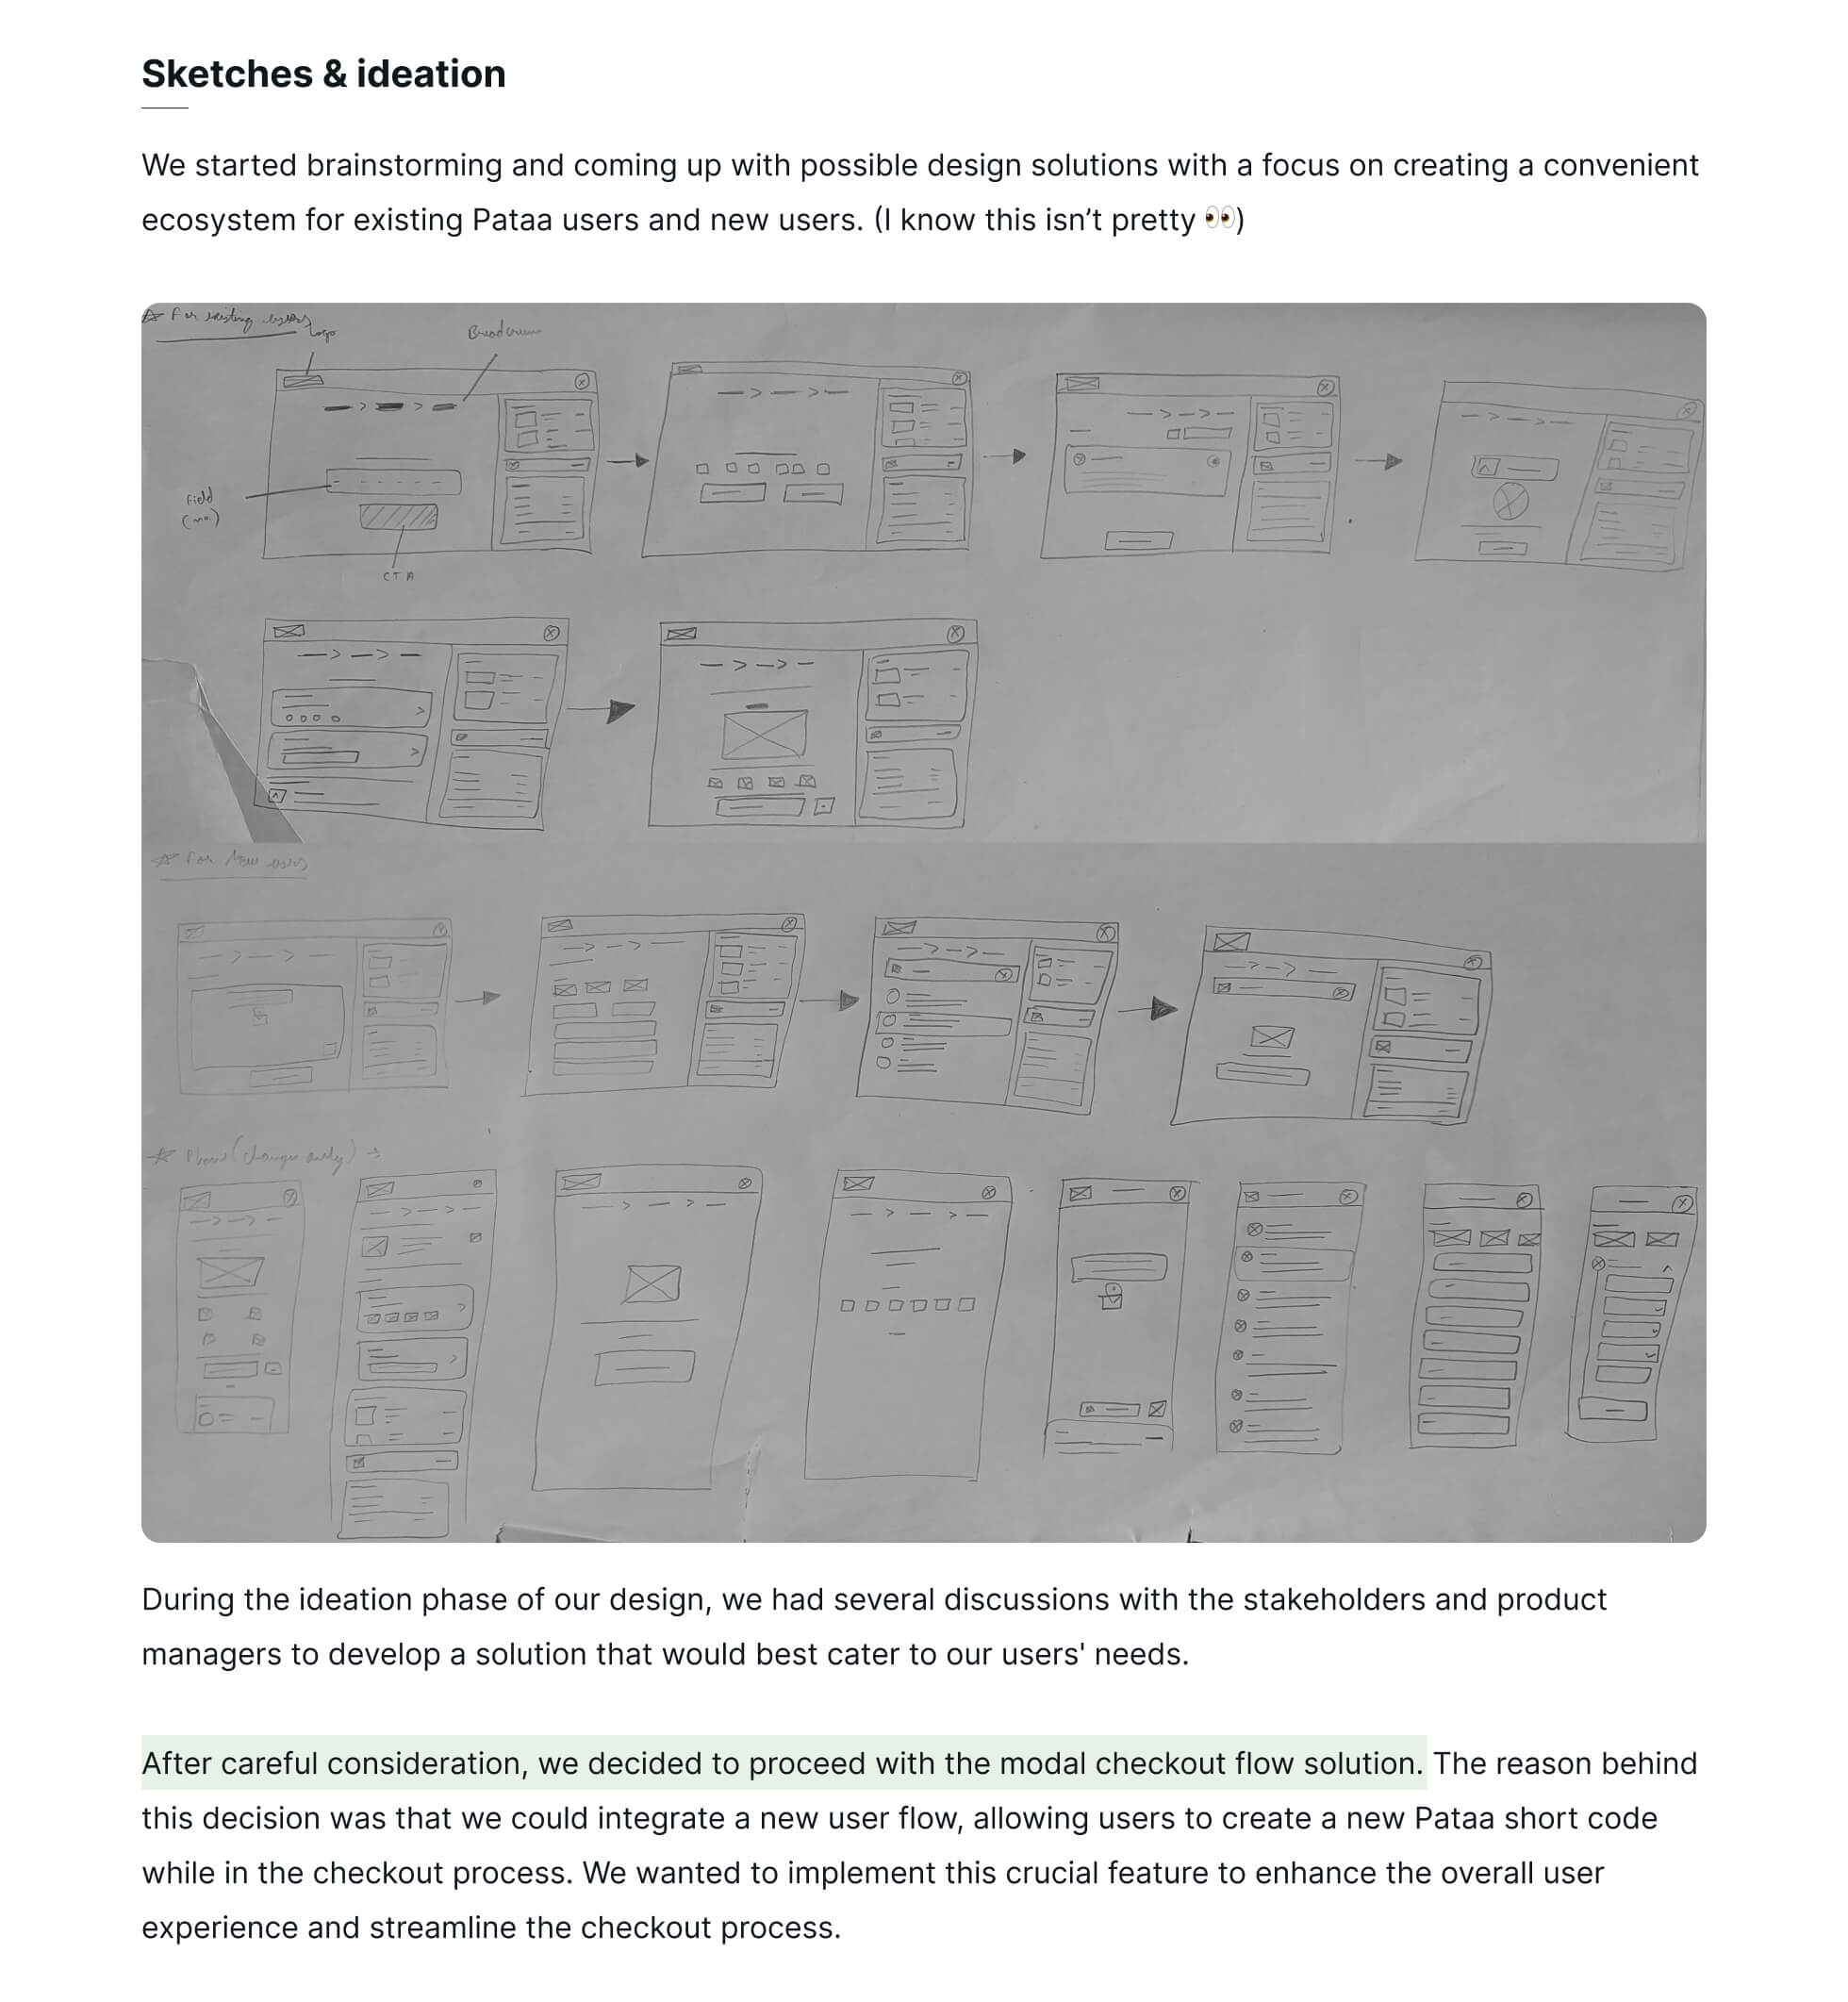 Sketches & ideation
We started brainstorming and coming up with possible design solutions with a focus on creating a convenient
ecosystem for existing Pataa users and new users. (I know this isn’t pretty 👀)
For existing users
Logo
Field
CTA
For New users
Phone (changes only)
During the ideation phase of our design, we had several discussions with the stakeholders and product
managers to develop a solution that would best cater to our users' needs.
After careful consideration, we decided to proceed with the modal checkout flow solution. The reason behind
this decision was that we could integrate a new user flow, allowing users to create a new Pataa short code
while in the checkout process. We wanted to implement this crucial feature to enhance the overall user
experience and streamline the checkout process.